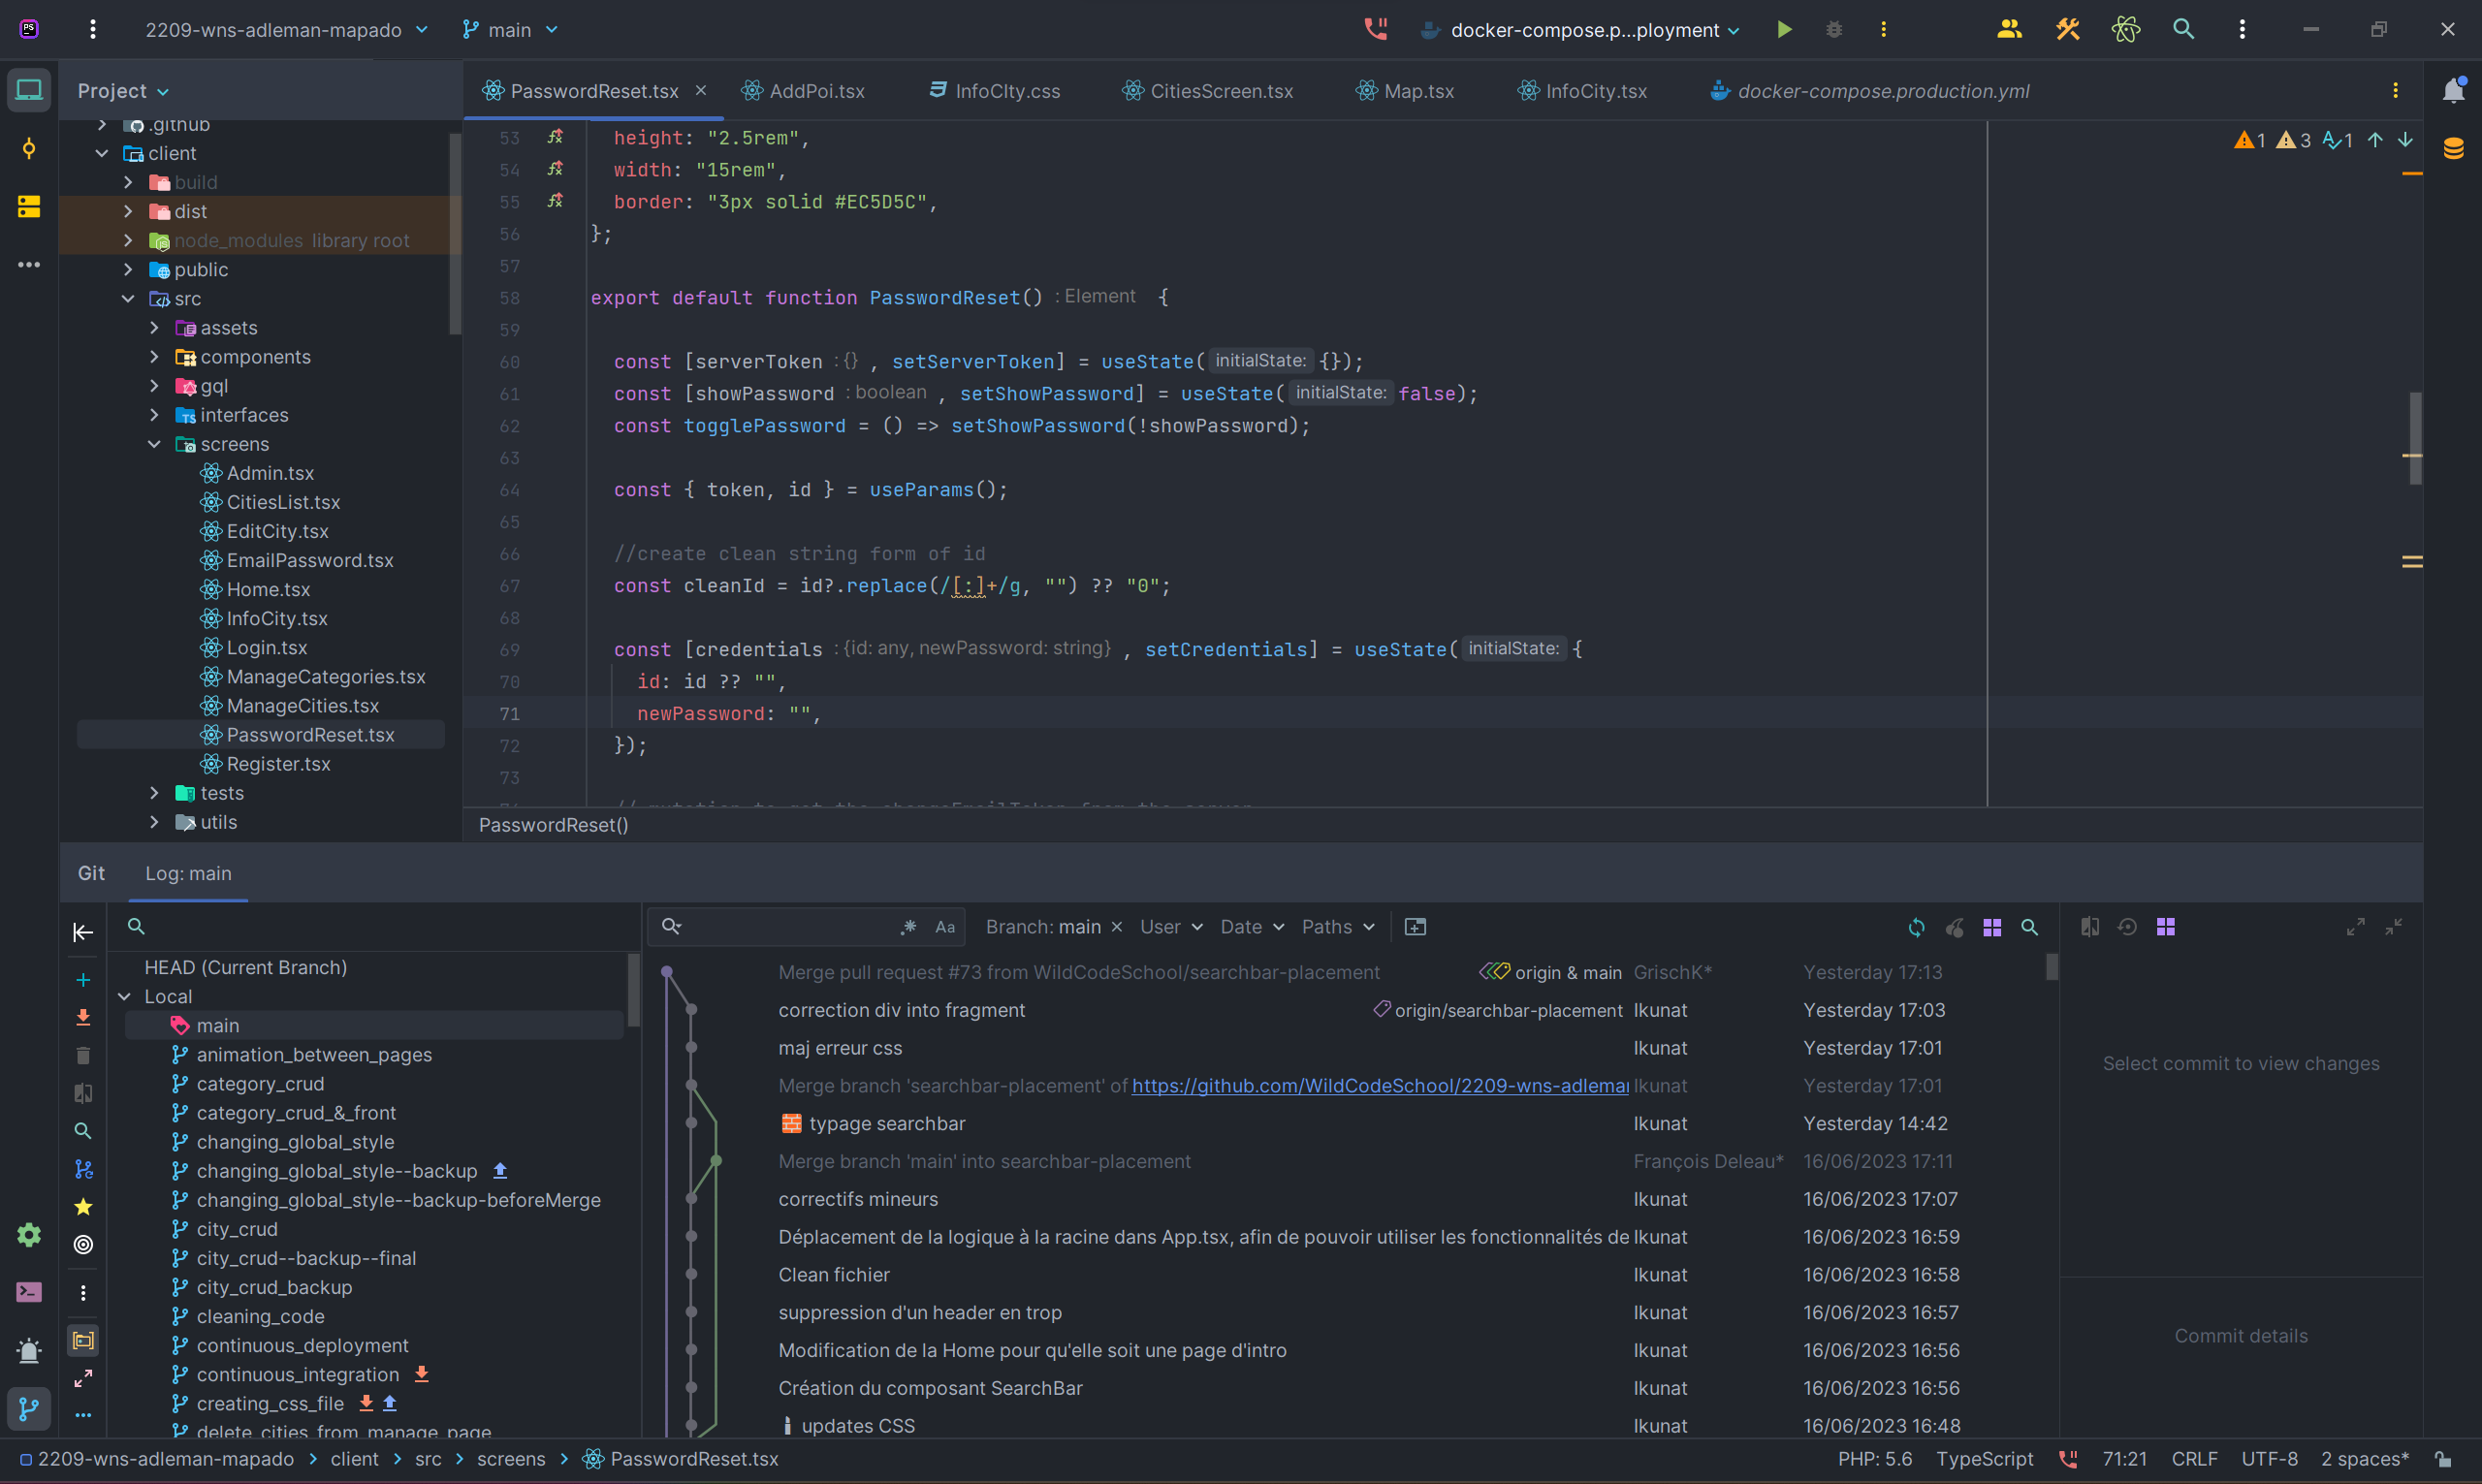 PS
2209-wns-adleman-mapado
main
docker-compose.p...ployment
Project
PasswordReset.tsx
AddPoi.tsx
InfoCIty.css
CitiesScreen.tsx
Map.tsx
InfoCity.tsx
docker-compose.production.yml
.github
client
build
dist
node_modules library root
public
src
assets
components
gql
interfaces
screens
Admin.tsx
CitiesList.tsx
EditCity.tsx
EmailPassword.tsx
Home.tsx
InfoCity.tsx
Login.tsx
ManageCategories.tsx
ManageCities.tsx
PasswordReset.tsx
Register.tsx
tests
utils
1 3 1
53 height: "2.5rem",
54 width: "15rem",
55 border: "3px solid #EC5D5C",
56 };
57
58 export default function PasswordReset() : Element {
59
60 const [serverToken : {} , setServerToken] = useState( initialState: {});
61 const [showPassword : boolean , setShowPassword] = useState( initialState: false);
62 const togglePassword = () => setShowPassword(!showPassword);
63
64 const { token, id } = useParams();
65
66 //create clean string form of id
67 const cleanId = id?.replace(/[:]+/g, "") ?? "0";
68
69 const [credentials : {id: any, newPassword: string} , setCredentials] = useState( initialState: {
70 id: id ?? "",
71 newPassword: "",
72 });
73
// mutation to get the changeEmailToken from the server
PasswordReset()
Git
Log: main
HEAD (Current Branch)
Local
main
animation_between_pages
category_crud
category_crud_&_front
changing_global_style
changing_global_style--backup
changing_global_style--backup-beforeMerge
city_crud
city_crud--backup--final
city_crud_backup
cleaning_code
continuous_deployment
continuous_integration
creating_css_file
delete_cities_from_manage_page
.* Aa
Branch: main × User Date Paths
Merge pull request #73 from WildCodeSchool/searchbar-placement origin & main GrischK* Yesterday 17:13
correction div into fragment origin/searchbar-placement Ikunat Yesterday 17:03
maj erreur css Ikunat Yesterday 17:01
Merge branch 'searchbar-placement' of https://github.com/WildCodeSchool/2209-wns-adleman Ikunat Yesterday 17:01
typage searchbar Ikunat Yesterday 14:42
Merge branch 'main' into searchbar-placement François Deleau* 16/06/2023 17:11
correctifs mineurs Ikunat 16/06/2023 17:07
Déplacement de la logique à la racine dans App.tsx, afin de pouvoir utiliser les fonctionnalités de Ikunat 16/06/2023 16:59
Clean fichier Ikunat 16/06/2023 16:58
suppression d'un header en trop Ikunat 16/06/2023 16:57
Modification de la Home pour qu'elle soit une page d'intro Ikunat 16/06/2023 16:56
Création du composant SearchBar Ikunat 16/06/2023 16:56
updates CSS Ikunat 16/06/2023 16:48
Select commit to view changes
Commit details
2209-wns-adleman-mapado > client > src > screens > PasswordReset.tsx
PHP: 5.6 TypeScript 71:21 CRLF UTF-8 2 spaces*